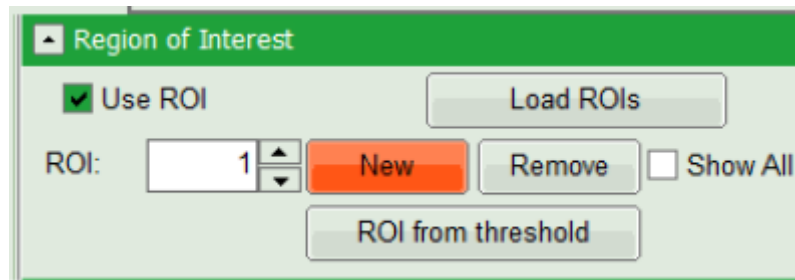 Region of Interest
Use ROI Load ROIs
ROI: 1 New Remove Show All
ROI from threshold